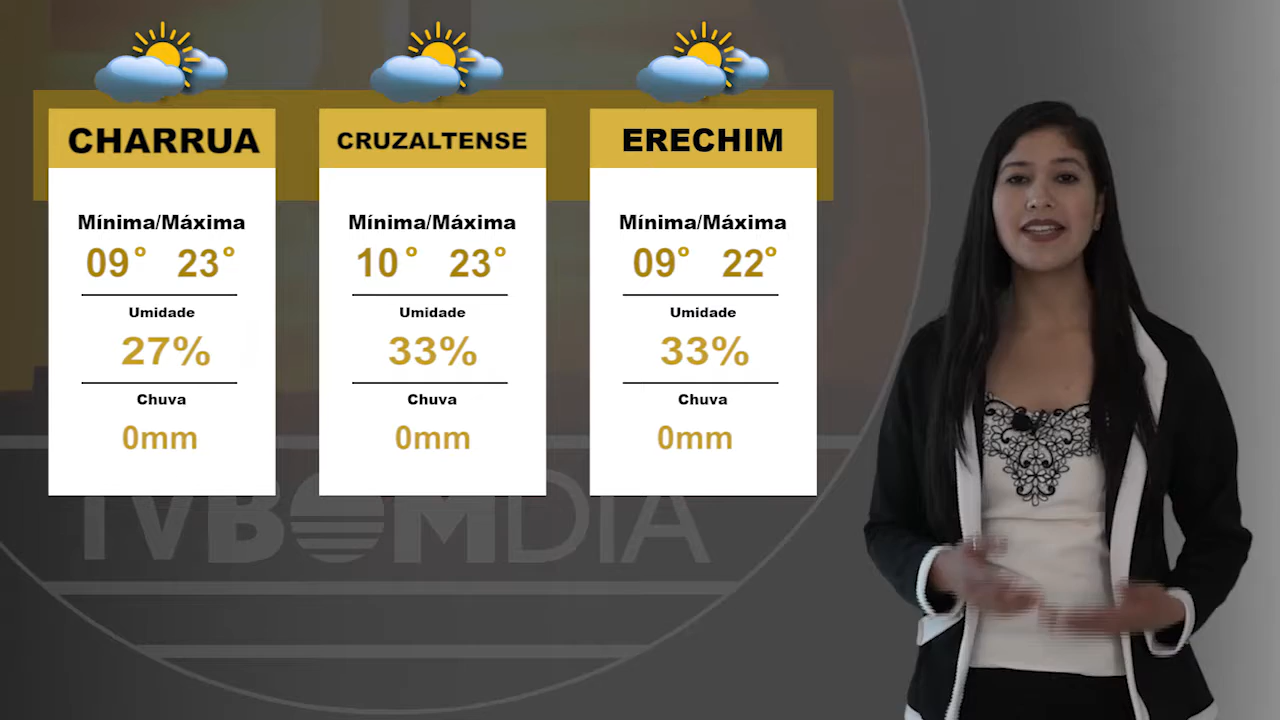 CHARRUA
Mínima/Máxima
09° 23°
Umidade
27%
Chuva
0mm
CRUZALTENSE
Mínima/Máxima
10° 23°
Umidade
33%
Chuva
0mm
ERECHIM
Mínima/Máxima
09° 22°
Umidade
33%
Chuva
0mm
TVBOMDIA